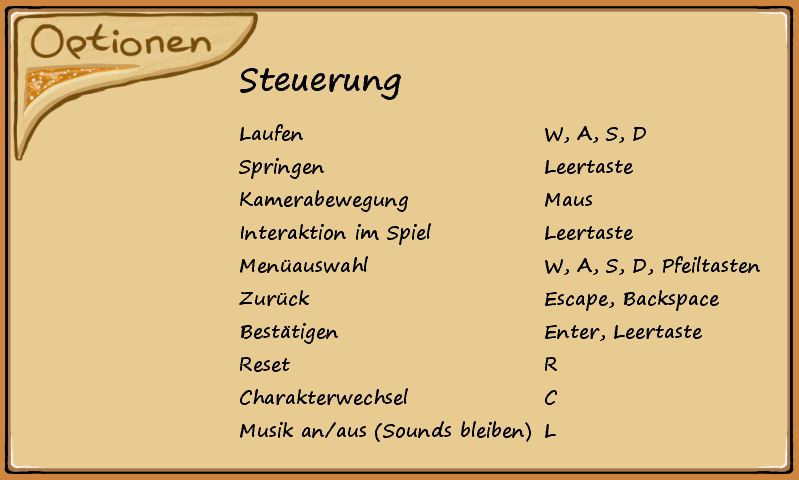 Optionen
Steuerung
Laufen W, A, S, D
Springen Leertaste
Kamerabewegung Maus
Interaktion im Spiel Leertaste
Menüauswahl W, A, S, D, Pfeiltasten
Zurück Escape, Backspace
Bestätigen Enter, Leertaste
Reset R
Charakterwechsel C
Musik an/aus (Sounds bleiben) L